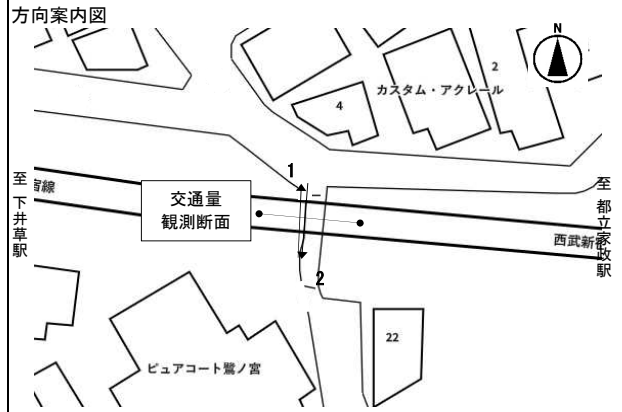 方向案内図
N
2
カスタム・アクレール
4
1
至 下井草駅
宿線
交通量
観測断面
至 都立家政駅
西武新
2
22
ピュアコート鷺ノ宮